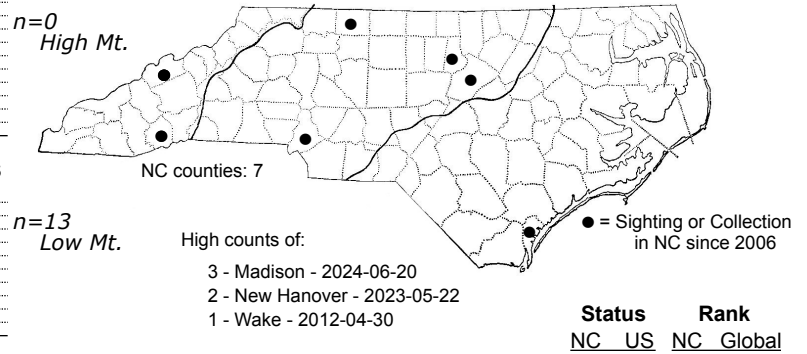 n=0
High Mt.
NC counties: 7
n=13
Low Mt.
High counts of:
3 - Madison - 2024-06-20
2 - New Hanover - 2023-05-22
1 - Wake - 2012-04-30
● = Sighting or Collection
in NC since 2006
Status Rank
NC US NC Global